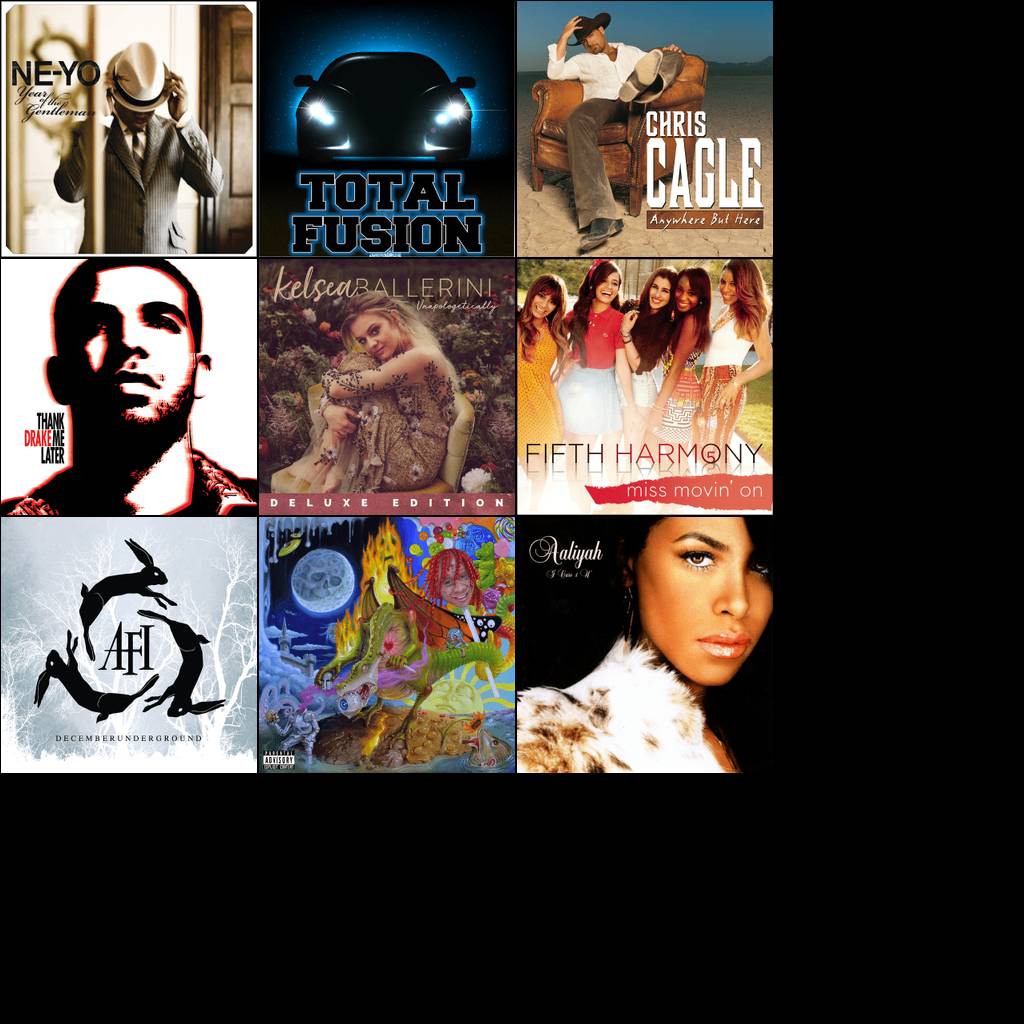 NE-YO
Year
of the
Gentleman
TOTAL
FUSION
CHRIS
CAGLE
Anywhere But Here
THANK
DRAKE ME
LATER
kelsea BALLERINI
Unapologetically
DELUXE EDITION
FIFTH HARMONY
miss movin' on
AFI
DECEMBERUNDERGROUND
PARENTAL
ADVISORY
EXPLICIT CONTENT
Aaliyah
I Care 4 U